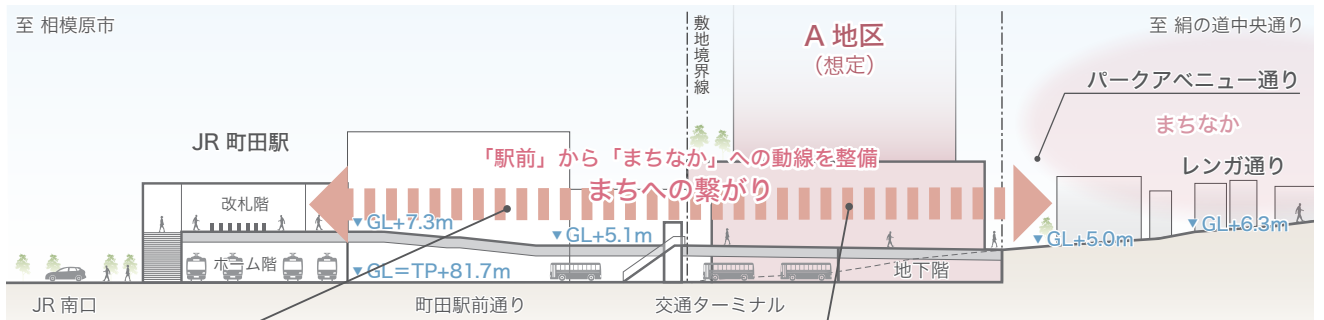 至 相模原市
敷地境界線
A 地区
（想定）
至 絹の道中央通り
パークアベニュー通り
まちなか
レンガ通り
JR 町田駅
「駅前」から「まちなか」への動線を整備
まちへの繋がり
改札階
▼GL+7.3m
▼GL+5.1m
▼GL+6.3m
▼GL+5.0m
ホーム階
▼GL=TP+81.7m
地下階
JR 南口
町田駅前通り
交通ターミナル